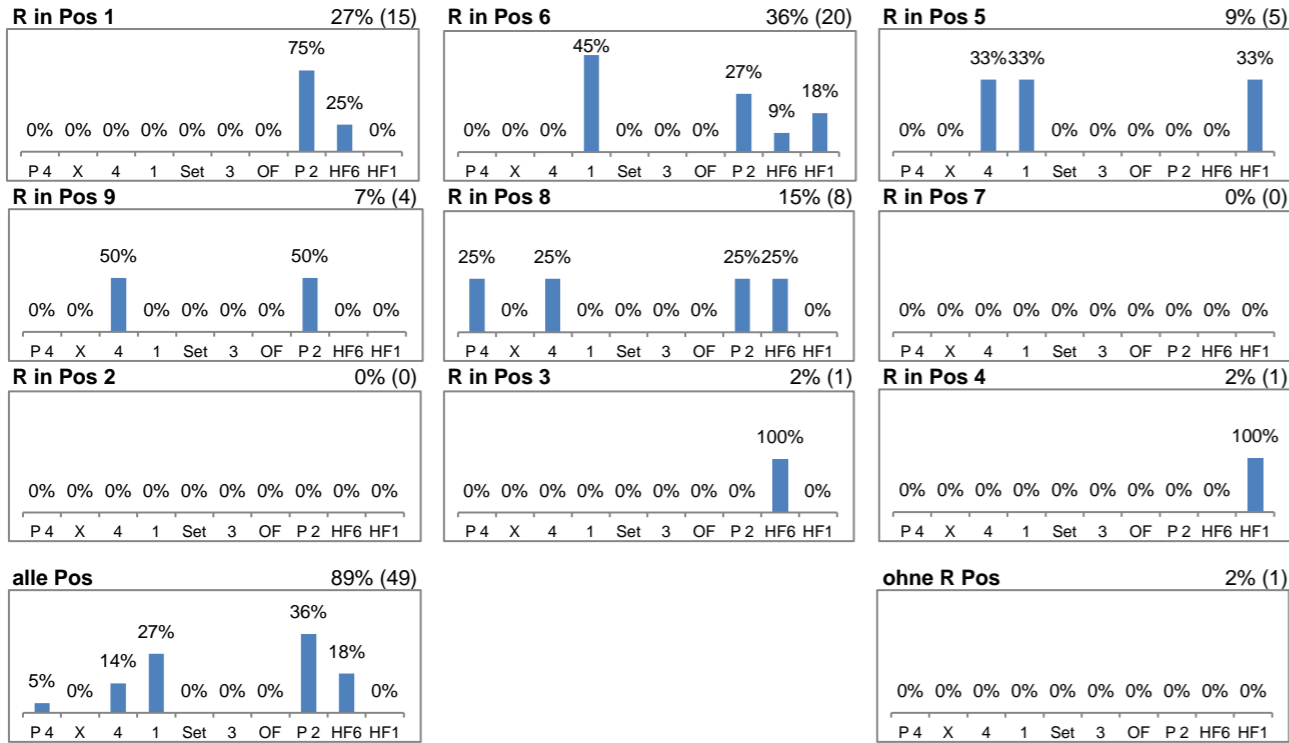 R in Pos 1 27% (15)
75%
25%
0% 0% 0% 0% 0% 0% 0% 0%
P 4 X 4 1 Set 3 OF P 2 HF6 HF1
R in Pos 6 36% (20)
45%
27%
18%
9%
0% 0% 0% 0% 0% 0%
P 4 X 4 1 Set 3 OF P 2 HF6 HF1
R in Pos 5 9% (5)
33% 33% 33%
0% 0% 0% 0% 0% 0% 0%
P 4 X 4 1 Set 3 OF P 2 HF6 HF1
R in Pos 9 7% (4)
50% 50%
0% 0% 0% 0% 0% 0% 0% 0%
P 4 X 4 1 Set 3 OF P 2 HF6 HF1
R in Pos 8 15% (8)
25% 25% 25% 25%
0% 0% 0% 0% 0% 0%
P 4 X 4 1 Set 3 OF P 2 HF6 HF1
R in Pos 7 0% (0)
0% 0% 0% 0% 0% 0% 0% 0% 0% 0%
P 4 X 4 1 Set 3 OF P 2 HF6 HF1
R in Pos 2 0% (0)
0% 0% 0% 0% 0% 0% 0% 0% 0% 0%
P 4 X 4 1 Set 3 OF P 2 HF6 HF1
R in Pos 3 2% (1)
100%
0% 0% 0% 0% 0% 0% 0% 0% 0%
P 4 X 4 1 Set 3 OF P 2 HF6 HF1
R in Pos 4 2% (1)
100%
0% 0% 0% 0% 0% 0% 0% 0% 0%
P 4 X 4 1 Set 3 OF P 2 HF6 HF1
alle Pos 89% (49)
36%
27%
18%
14%
5% 0% 0% 0% 0% 0%
P 4 X 4 1 Set 3 OF P 2 HF6 HF1
ohne R Pos 2% (1)
0% 0% 0% 0% 0% 0% 0% 0% 0% 0%
P 4 X 4 1 Set 3 OF P 2 HF6 HF1